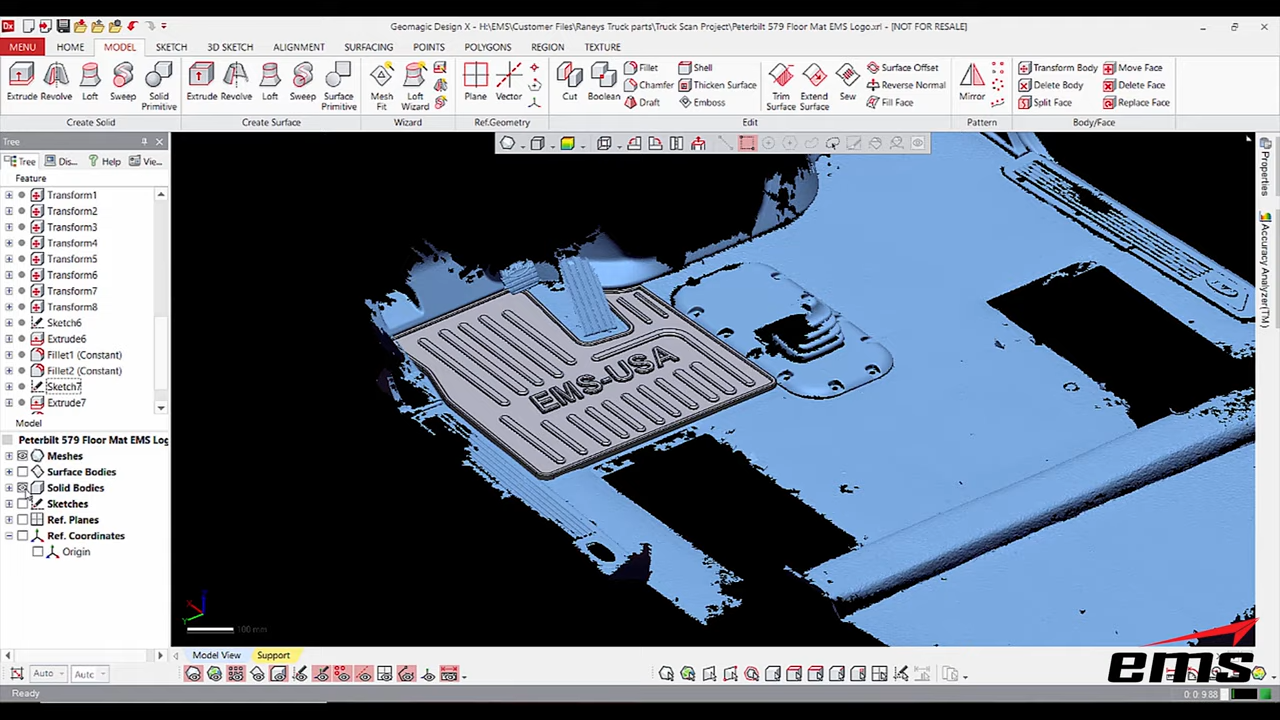 Geomagic Design X - H:\EMS\Customer Files\Raneys Truck parts\Truck Scan Project\Peterbilt 579 Floor Mat EMS Logo.xrl - [NOT FOR RESALE]
MENU HOME MODEL SKETCH 3D SKETCH ALIGNMENT SURFACING POINTS POLYGONS REGION TEXTURE
Extrude Revolve Loft Sweep Solid Primitive
Create Solid
Extrude Revolve Loft Sweep Surface Primitive
Create Surface
Mesh Fit Loft Wizard
Wizard
Plane Vector
Ref.Geometry
Cut Boolean
Fillet Shell
Chamfer Thicken Surface
Draft Emboss
Trim Surface Extend Surface Sew
Surface Offset
Reverse Normal
Fill Face
Edit
Mirror
Pattern
Transform Body Move Face
Delete Body Delete Face
Split Face Replace Face
Body/Face
Tree
Tree Dis... Help Vie...
Feature
Transform1
Transform2
Transform3
Transform4
Transform5
Transform6
Transform7
Transform8
Sketch6
Extrude6
Fillet1 (Constant)
Fillet2 (Constant)
Sketch7
Extrude7
Model
Peterbilt 579 Floor Mat EMS Log
Meshes
Surface Bodies
Solid Bodies
Sketches
Ref. Planes
Ref. Coordinates
Origin
EMS-USA
Properties
Accuracy Analyzer(TM)
100 mm
Model View Support
Auto Auto
Ready
0:0:9.88
ems